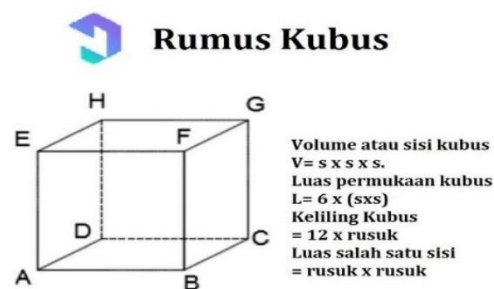 Rumus Kubus
H
G
E
F
D
C
A
B
Volume atau sisi kubus
V= s x s x s.
Luas permukaan kubus
L= 6 x (sxs)
Keliling Kubus
= 12 x rusuk
Luas salah satu sisi
= rusuk x rusuk